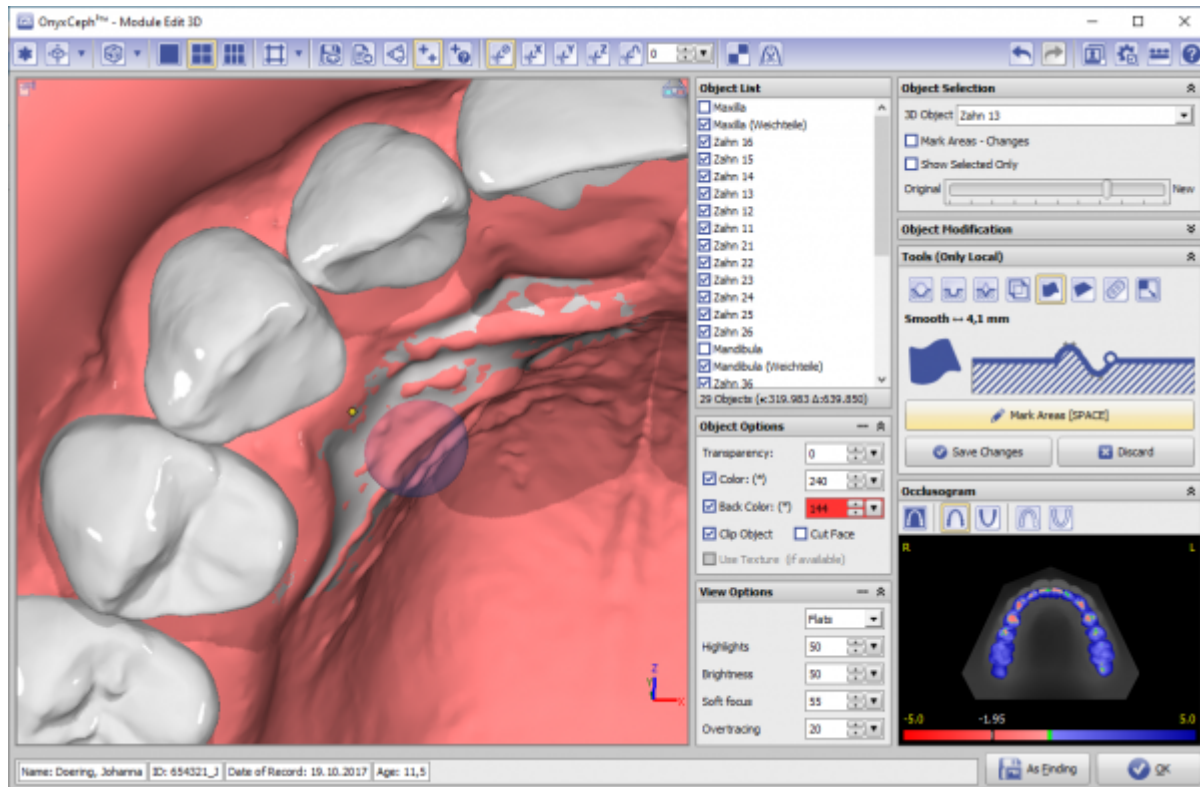 OnyxCeph³™ - Module Edit 3D
0
Object List
Maxilla
Maxilla (Weichteile)
Zahn 16
Zahn 15
Zahn 14
Zahn 13
Zahn 12
Zahn 11
Zahn 21
Zahn 22
Zahn 23
Zahn 24
Zahn 25
Zahn 26
Mandibula
Mandibula (Weichteile)
Zahn 36
29 Objects (•:319.983 Δ:639.850)
Object Options
Transparency: 0
Color: (*) 240
Back Color: (*) 244
Clip Object Cut Face
Use Texture (if available)
View Options
Plats
Highlights 50
Brightness 50
Soft focus 55
Overtracing 20
Object Selection
3D Object Zahn 13
Mark Areas - Changes
Show Selected Only
Original New
Object Modification
Tools (Only Local)
Smooth ↔ 4,1 mm
Mark Areas [SPACE]
Save Changes Discard
Occlusogram
R L
-5.0 -1.95 5.0
Name: Doering, Johanna ID: 654321_J Date of Record: 19.10.2017 Age: 11,5
As Finding OK
Z
Y
X